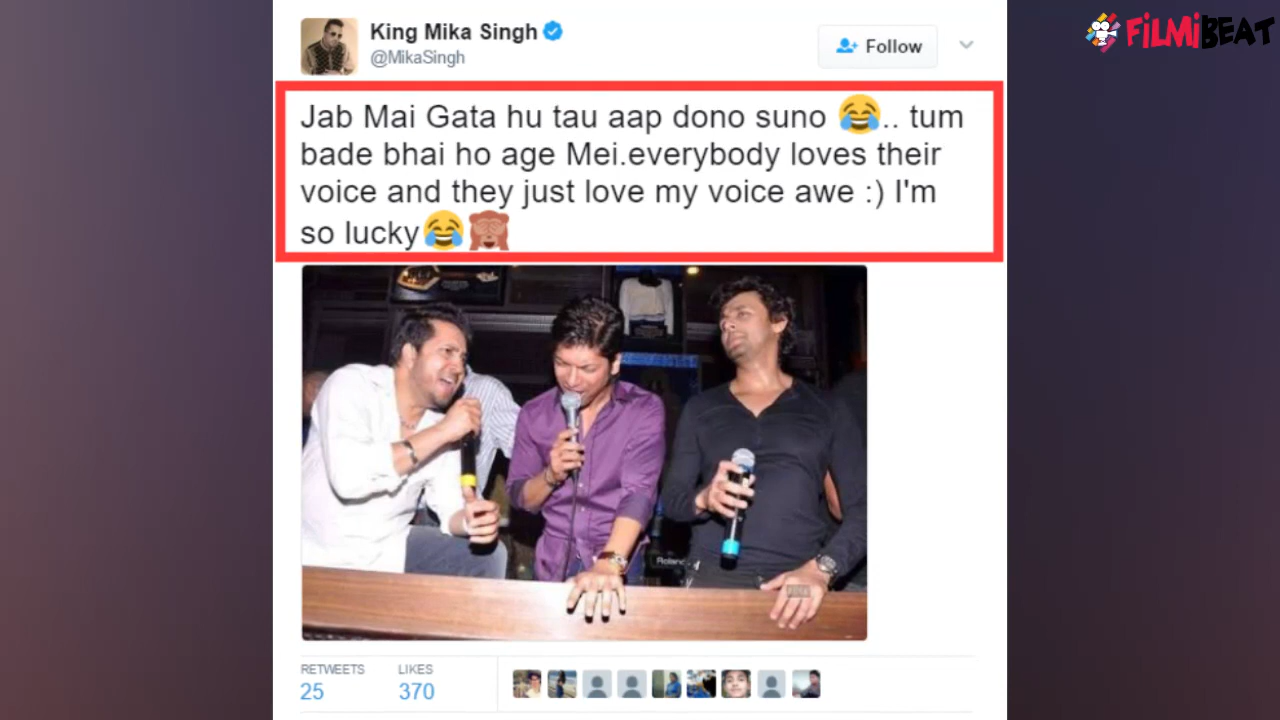 King Mika Singh
FiLMiBEAT
@MikaSingh
Follow
Jab Mai Gata hu tau aap dono suno 😂.. tum
bade bhai ho age Mei.everybody loves their
voice and they just love my voice awe :) I'm
so lucky😂🙈
Roland
RETWEETS
LIKES
25
370